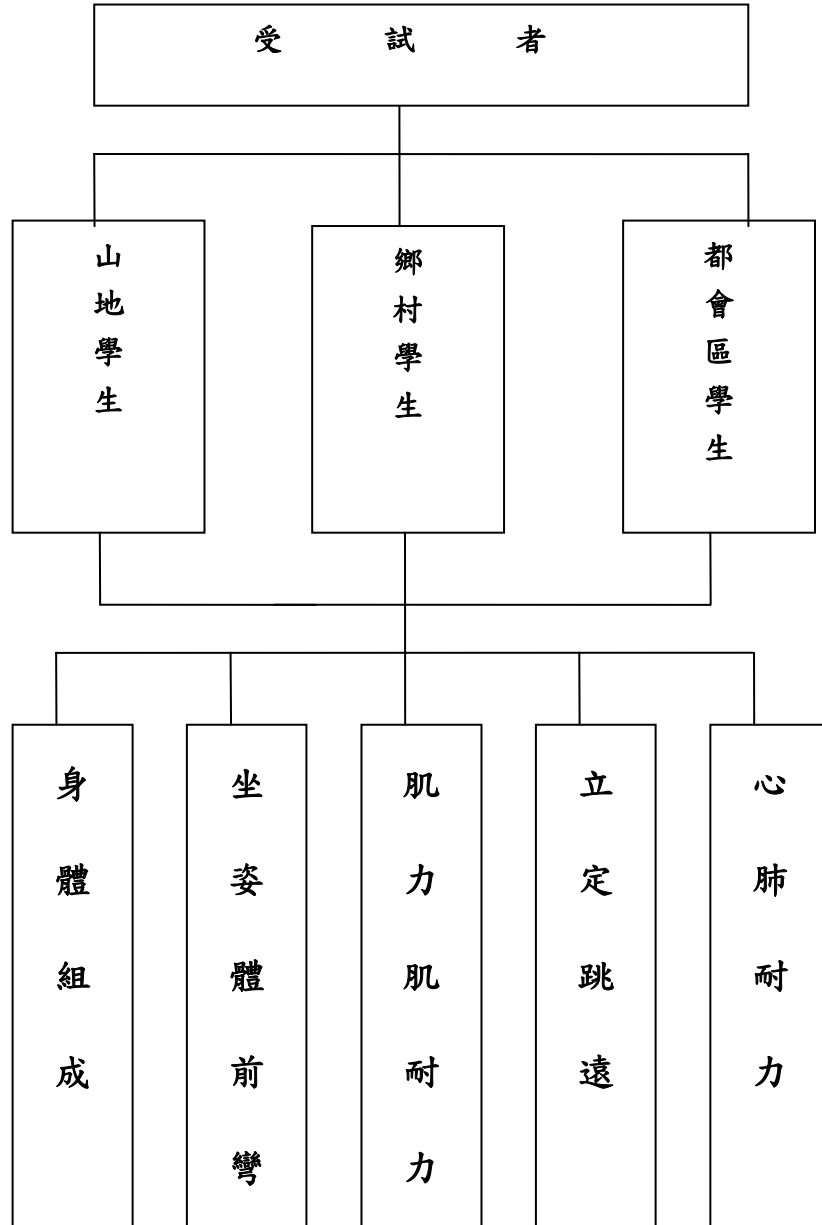 受試者
山地學生
鄉村學生
都會區學生
身體組成
坐姿體前彎
肌力肌耐力
立定跳遠
心肺耐力